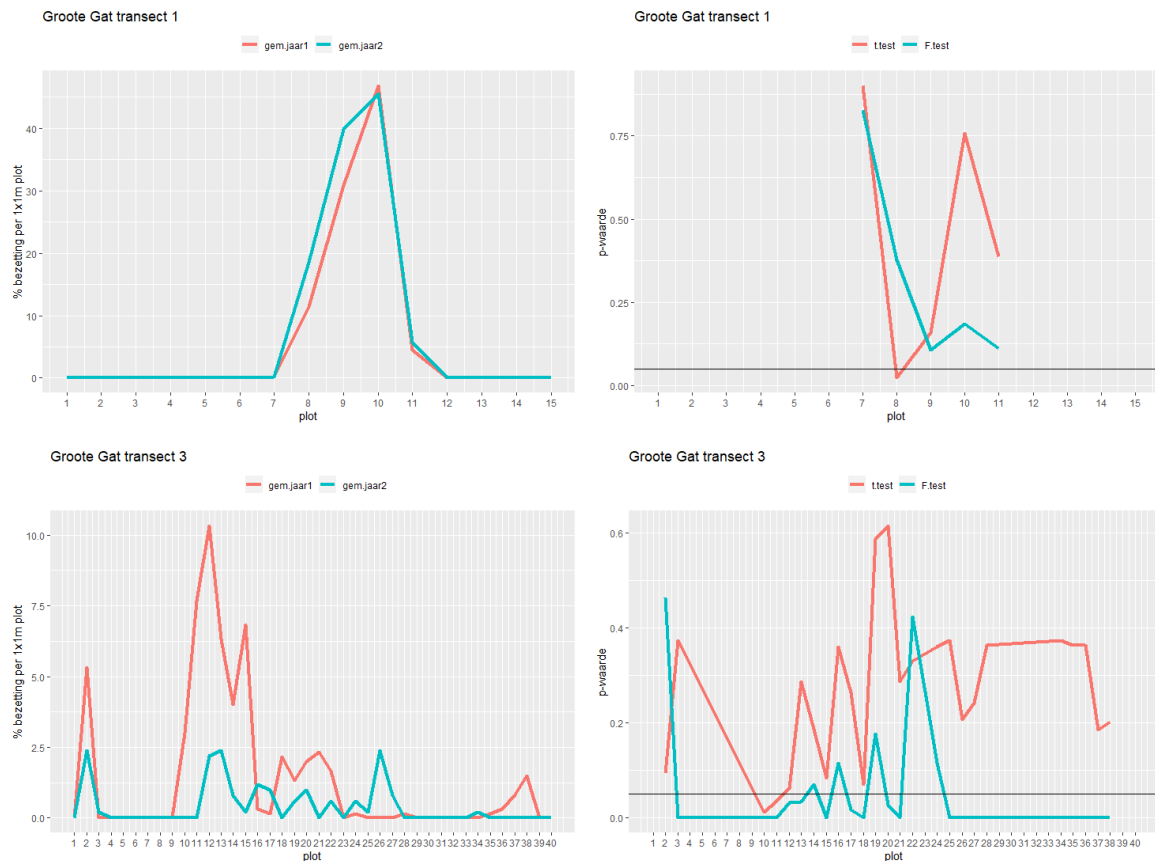 Groote Gat transect 1
gem.jaar1 gem.jaar2
% bezetting per 1x1m plot
40
30
20
10
0
1 2 3 4 5 6 7 8 9 10 11 12 13 14 15
plot
Groote Gat transect 1
t.test F.test
p-waarde
0.75
0.50
0.25
0.00
1 2 3 4 5 6 7 8 9 10 11 12 13 14 15
plot
Groote Gat transect 3
gem.jaar1 gem.jaar2
% bezetting per 1x1m plot
10.0
7.5
5.0
2.5
0.0
1 2 3 4 5 6 7 8 9 10 11 12 13 14 15 16 17 18 19 20 21 22 23 24 25 26 27 28 29 30 31 32 33 34 35 36 37 38 39 40
plot
Groote Gat transect 3
t.test F.test
p-waarde
0.6
0.4
0.2
0.0
1 2 3 4 5 6 7 8 9 10 11 12 13 14 15 16 17 18 19 20 21 22 23 24 25 26 27 28 29 30 31 32 33 34 35 36 37 38 39 40
plot